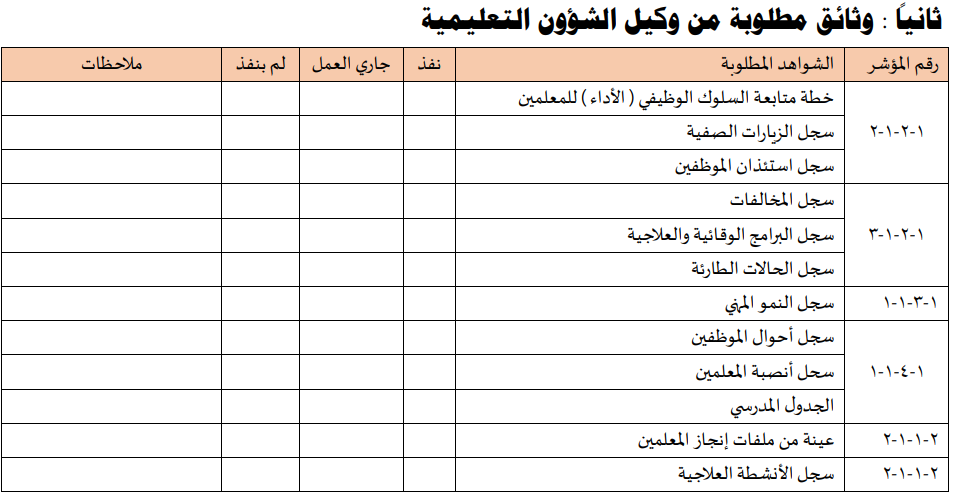 ثانياً : وثائق مطلوبة من وكيل الشؤون التعليمية
رقم المؤشر الشواهد المطلوبة نفذ جاري العمل لم بنفذ ملاحظات
خطة متابعة السلوك الوظيفي ( الأداء ) للمعلمين
١-٢-١-٢ سجل الزيارات الصفية
سجل استئذان الموظفين
سجل المخالفات
١-٢-١-٣ سجل البرامج الوقائية والعلاجية
سجل الحالات الطارئة
١-٣-١-١ سجل النمو المهني
سجل أحوال الموظفين
١-٤-١-١ سحل أنصبة المعلمين
الجدول المدرسي
٢-١-١-٢ عينة من ملفات إنجاز المعلمين
٢-١-١-٢ سجل الأنشطة العلاجية